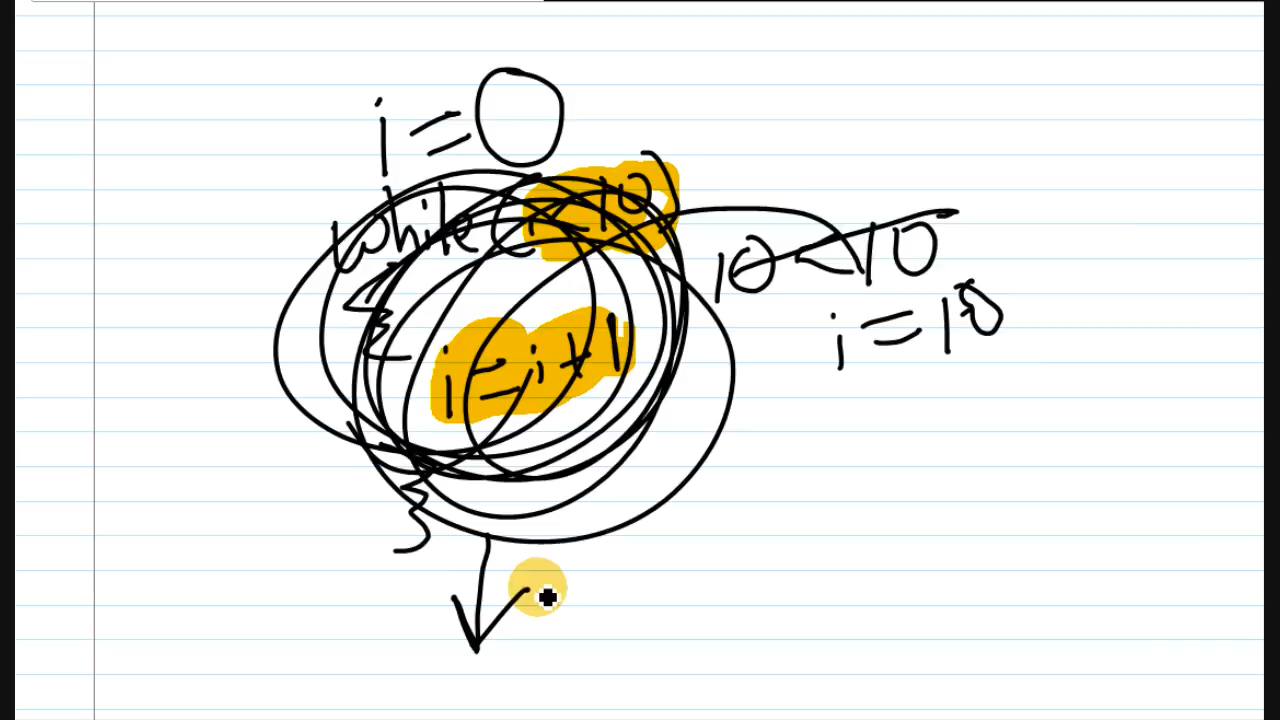 i = 0
while (i < 10)
{
10 < 10
i = 10
i = i + 1
}